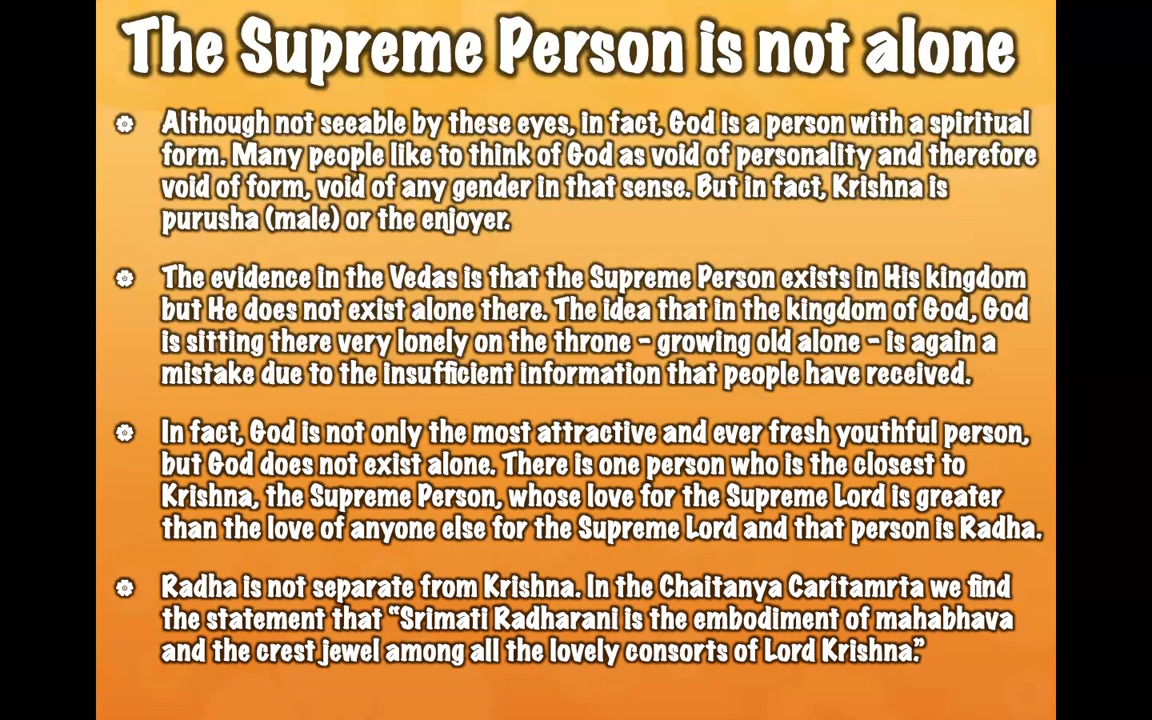 The Supreme Person is not alone
Although not seeable by these eyes, in fact, God is a person with a spiritual
form. Many people like to think of God as void of personality and therefore
void of form, void of any gender in that sense. But in fact, Krishna is
purusha (male) or the enjoyer.
The evidence in the Vedas is that the Supreme Person exists in His kingdom
but He does not exist alone there. The idea that in the kingdom of God, God
is sitting there very lonely on the throne – growing old alone – is again a
mistake due to the insufficient information that people have received.
In fact, God is not only the most attractive and ever fresh youthful person,
but God does not exist alone. There is one person who is the closest to
Krishna, the Supreme Person, whose love for the Supreme Lord is greater
than the love of anyone else for the Supreme Lord and that person is Radha.
Radha is not separate from Krishna. In the Chaitanya Caritamrta we find
the statement that “Srimati Radharani is the embodiment of mahabhava
and the crest jewel among all the lovely consorts of Lord Krishna.”